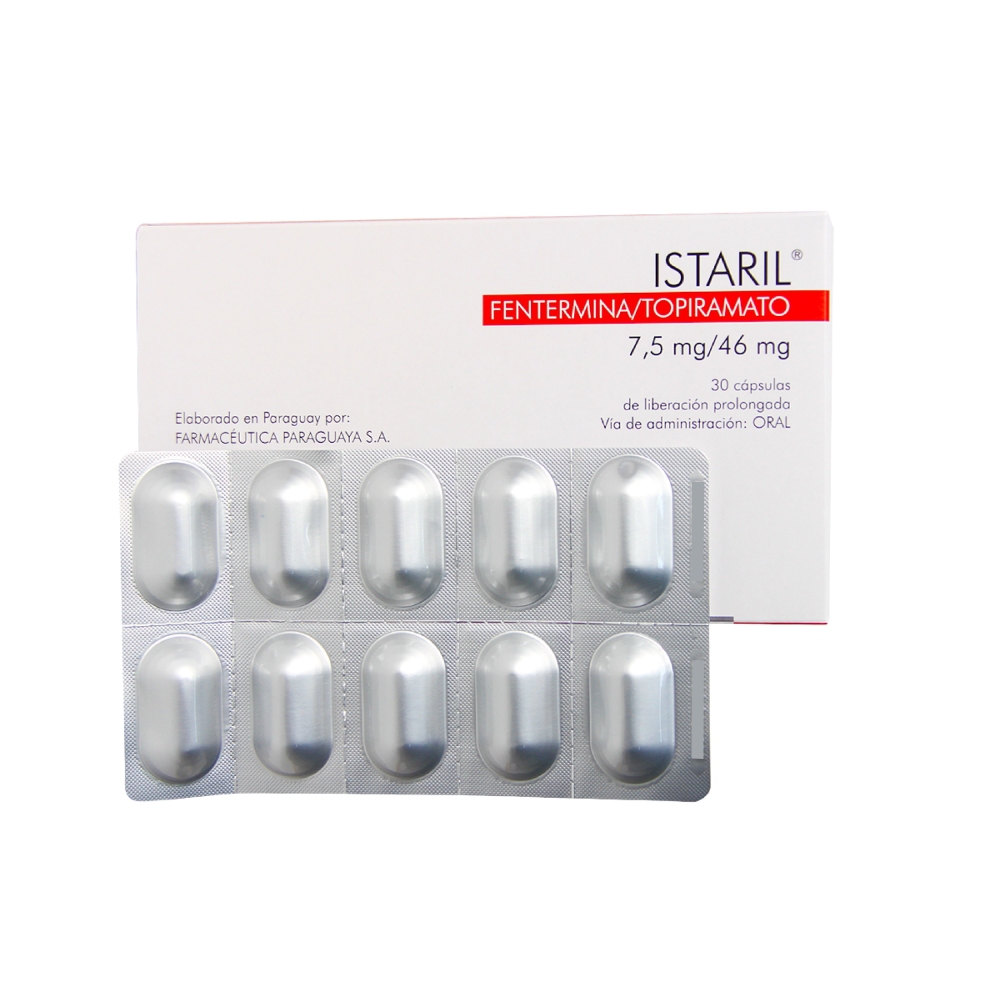 ISTARIL®
FENTERMINA/TOPIRAMATO
7,5 mg/46 mg
30 cápsulas
de liberación prolongada
Vía de administración: ORAL
Elaborado en Paraguay por:
FARMACÉUTICA PARAGUAYA S.A.